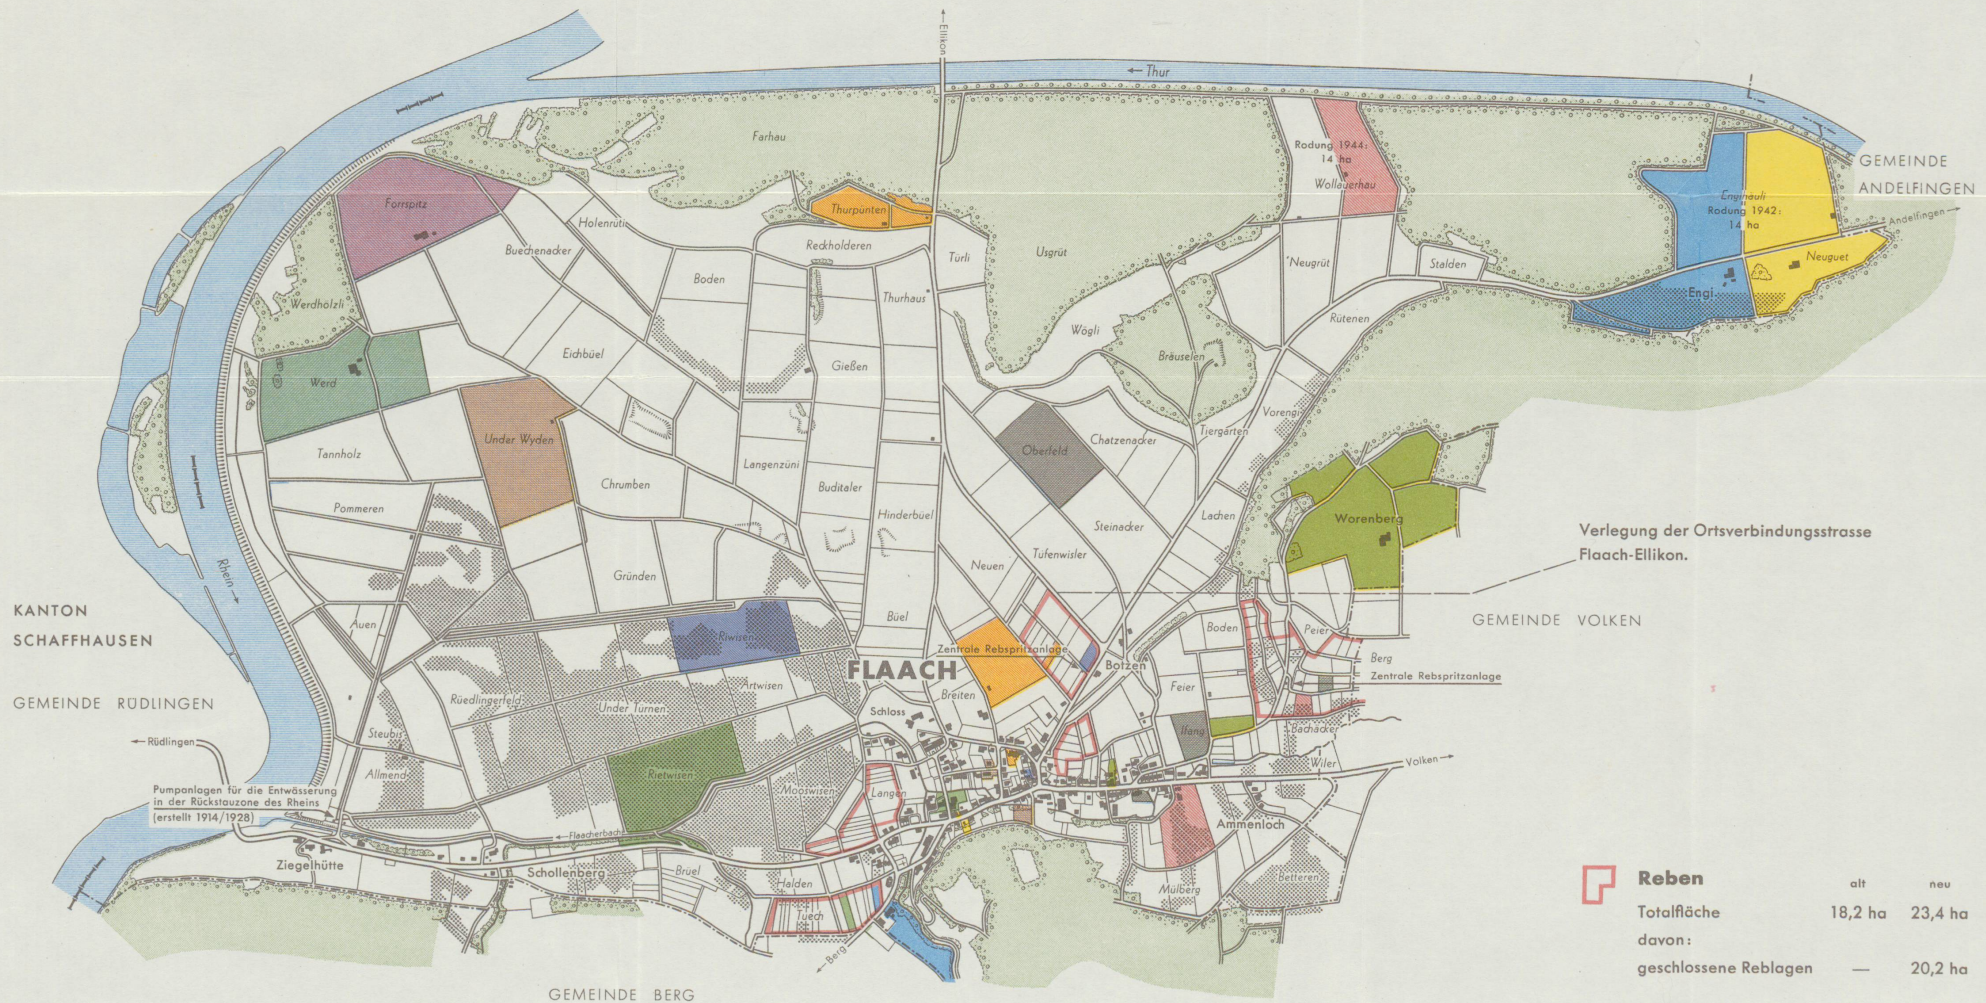 Ellikon
← Thur
Farhau
Rodung 1944:
14 ha
Wollauerhau
GEMEINDE
ANDELFINGEN
Andelfingen
Enghäuli
Rodung 1942:
14 ha
Neuguet
Engi
Forrspitz
Holenrüti
Thurpünten
Buechenacker
Reckholderen
Türli
Usgrüt
Neugrüt
Stalden
Boden
Thurhaus
Werdhölzli
Wögli
Rütenen
Eichbüel
Gießen
Bräuselen
Werd
Vorengi
Under Wyden
Oberfeld
Chatzenacker
Tiergärten
Tannholz
Langenzüni
Chrumben
Buditaler
Pommeren
Hinderbüel
Steinacker
Lachen
Worenberg
Verlegung der Ortsverbindungsstrasse
Flaach-Ellikon.
Tüfenwisler
Neuen
Gründen
Rhein →
KANTON
SCHAFFHAUSEN
Auen
Büel
GEMEINDE VOLKEN
Riwisen
Boden
Peier
Zentrale Rebspritzanlage
FLAACH
Botzen
Berg
Zentrale Rebspritzanlage
GEMEINDE RÜDLINGEN
Rüedlingerfeld
Under Türnen
Artwisen
Breiten
Feier
Schloss
← Rüdlingen
Steubis
Ifang
Bachäcker
Allmend
Rietwisen
Wiler
Volken →
Pumpanlagen für die Entwässerung
in der Rückstauzone des Rheins
(erstellt 1914/1928)
Mooswisen
Langen
Ammenloch
← Flaacherbach
Ziegelhütte
Schollenberg
Brüel
Halden
Mülberg
Betteren
Tüech
← Berg
GEMEINDE BERG
Reben alt neu
Totalfläche 18,2 ha 23,4 ha
davon:
geschlossene Reblagen — 20,2 ha